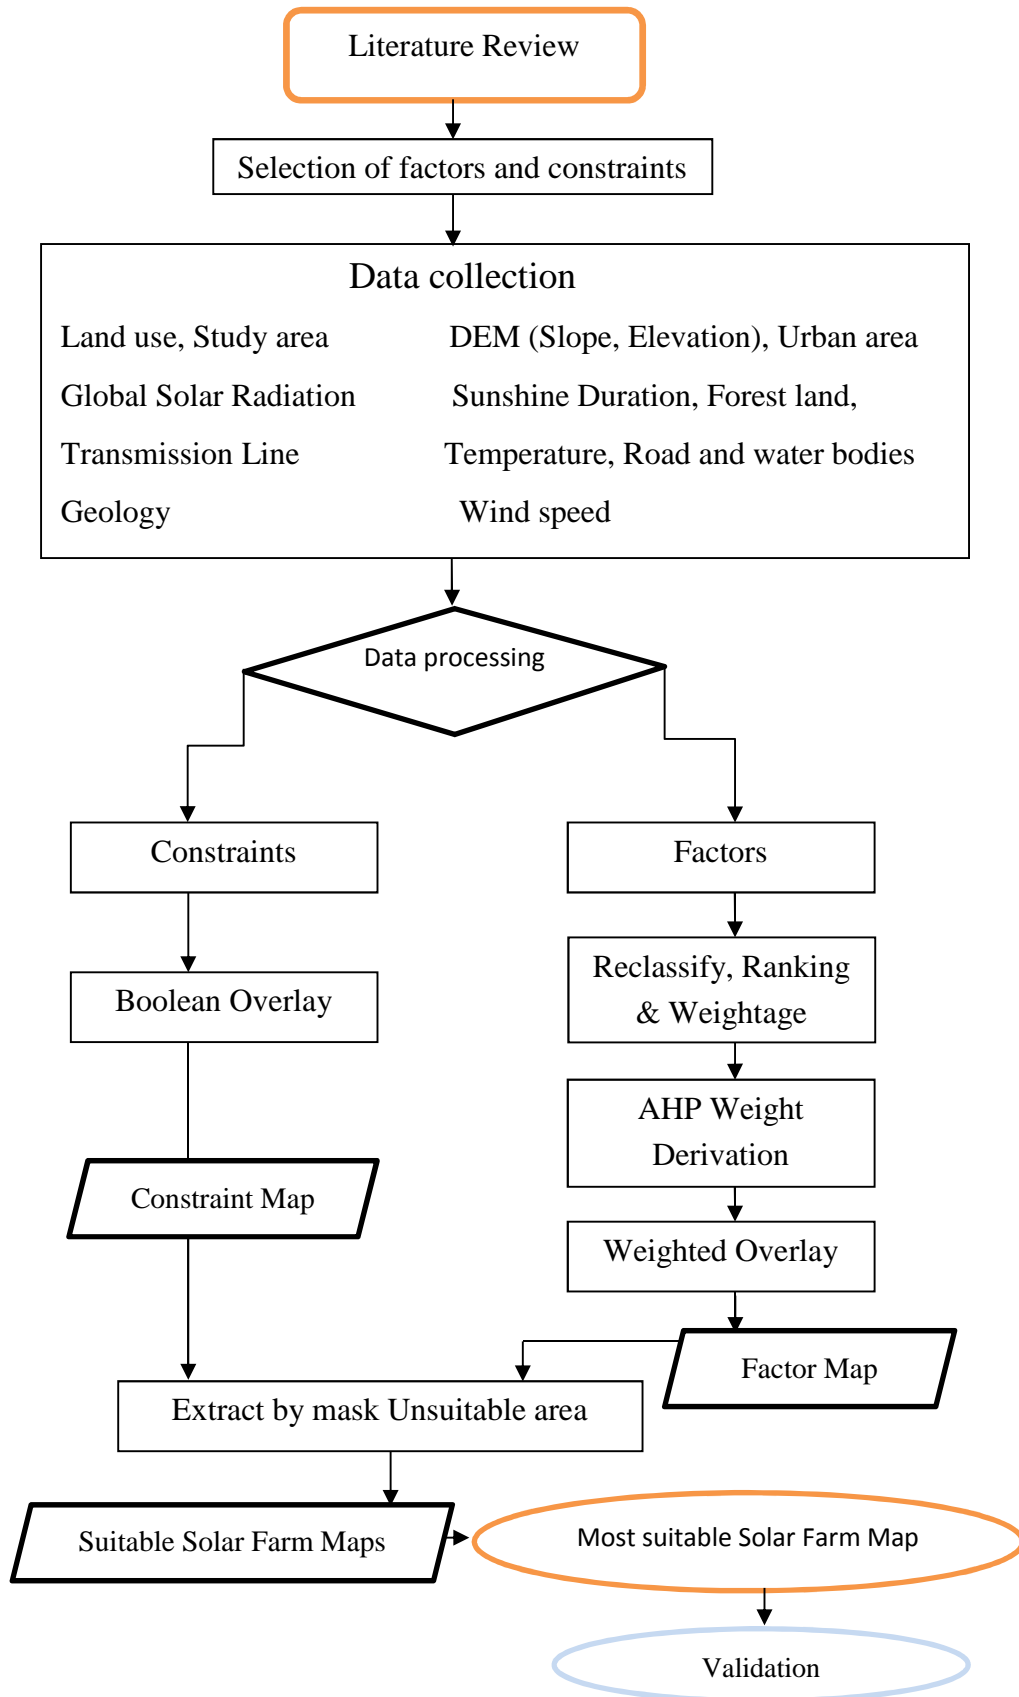 Literature Review
Selection of factors and constraints
Data collection
Land use, Study area DEM (Slope, Elevation), Urban area
Global Solar Radiation Sunshine Duration, Forest land,
Transmission Line Temperature, Road and water bodies
Geology Wind speed
Data processing
Constraints
Factors
Boolean Overlay
Reclassify, Ranking
& Weightage
AHP Weight
Derivation
Constraint Map
Weighted Overlay
Factor Map
Extract by mask Unsuitable area
Suitable Solar Farm Maps
Most suitable Solar Farm Map
Validation